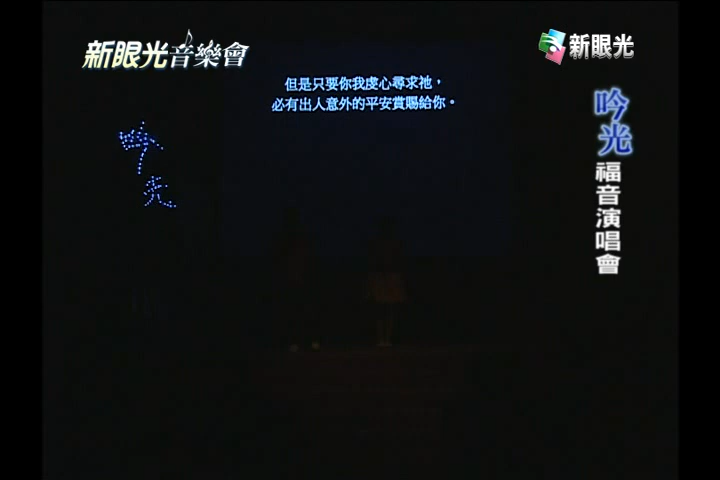 新眼光音樂會
新眼光
但是只要你我虔心尋求祂，
必有出人意外的平安賞賜給你。
吟光
吟光
福音演唱會